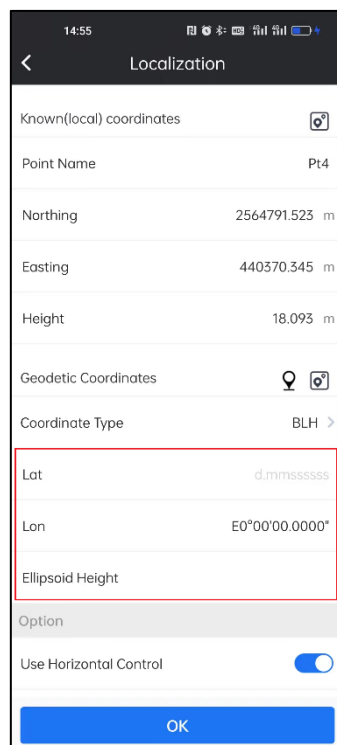 14:55
Localization
Known(local) coordinates
Point Name Pt4
Northing 2564791.523 m
Easting 440370.345 m
Height 18.093 m
Geodetic Coordinates
Coordinate Type BLH >
Lat d.mmssssss
Lon E0°00'00.0000"
Ellipsoid Height
Option
Use Horizontal Control
OK